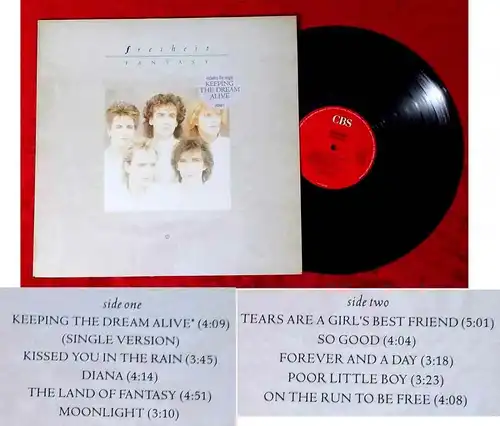 freiheit
FANTASY
KEEPING
THE DREAM
ALIVE
CBS
side one
KEEPING THE DREAM ALIVE* (4:09)
(SINGLE VERSION)
KISSED YOU IN THE RAIN (3:45)
DIANA (4:14)
THE LAND OF FANTASY (4:51)
MOONLIGHT (3:10)
side two
TEARS ARE A GIRL'S BEST FRIEND (5:01)
SO GOOD (4:04)
FOREVER AND A DAY (3:18)
POOR LITTLE BOY (3:23)
ON THE RUN TO BE FREE (4:08)